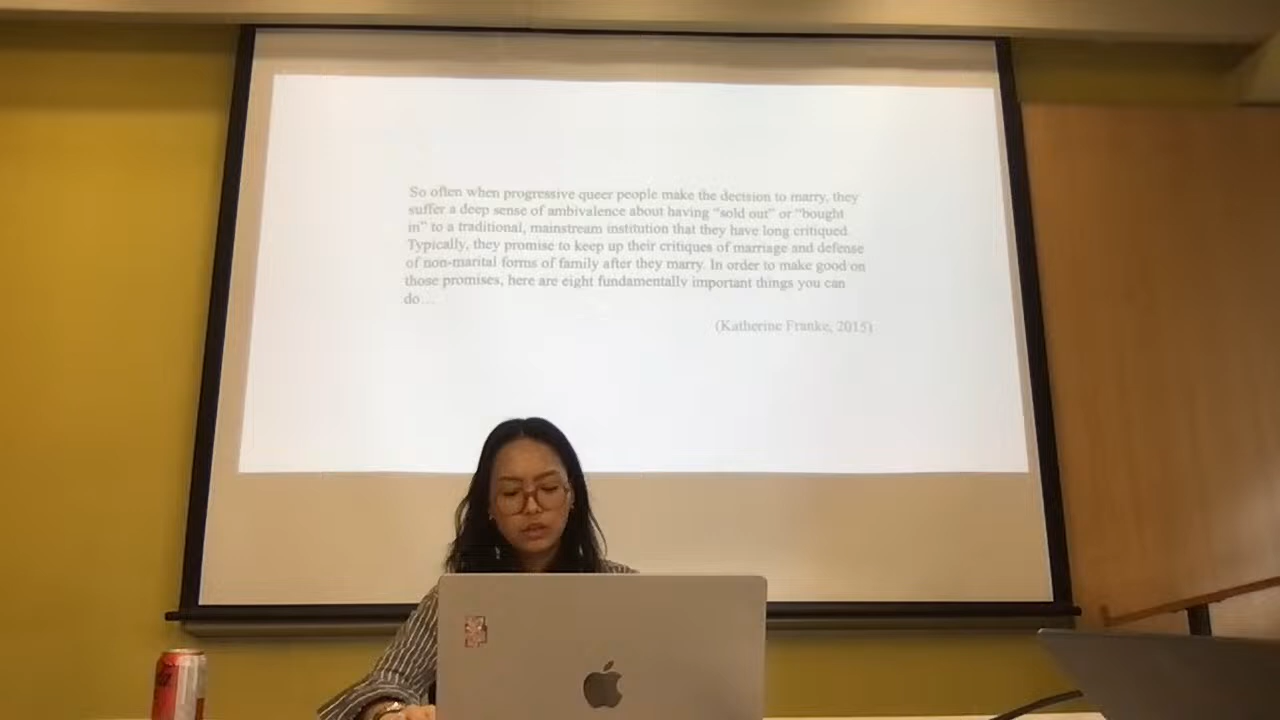 So often when progressive queer people make the decision to marry, they
suffer a deep sense of ambivalence about having “sold out” or “bought
in” to a traditional, mainstream institution that they have long critiqued.
Typically, they promise to keep up their critiques of marriage and defense
of non-marital forms of family after they marry. In order to make good on
those promises, here are eight fundamentally important things you can
do…
(Katherine Franke, 2015)